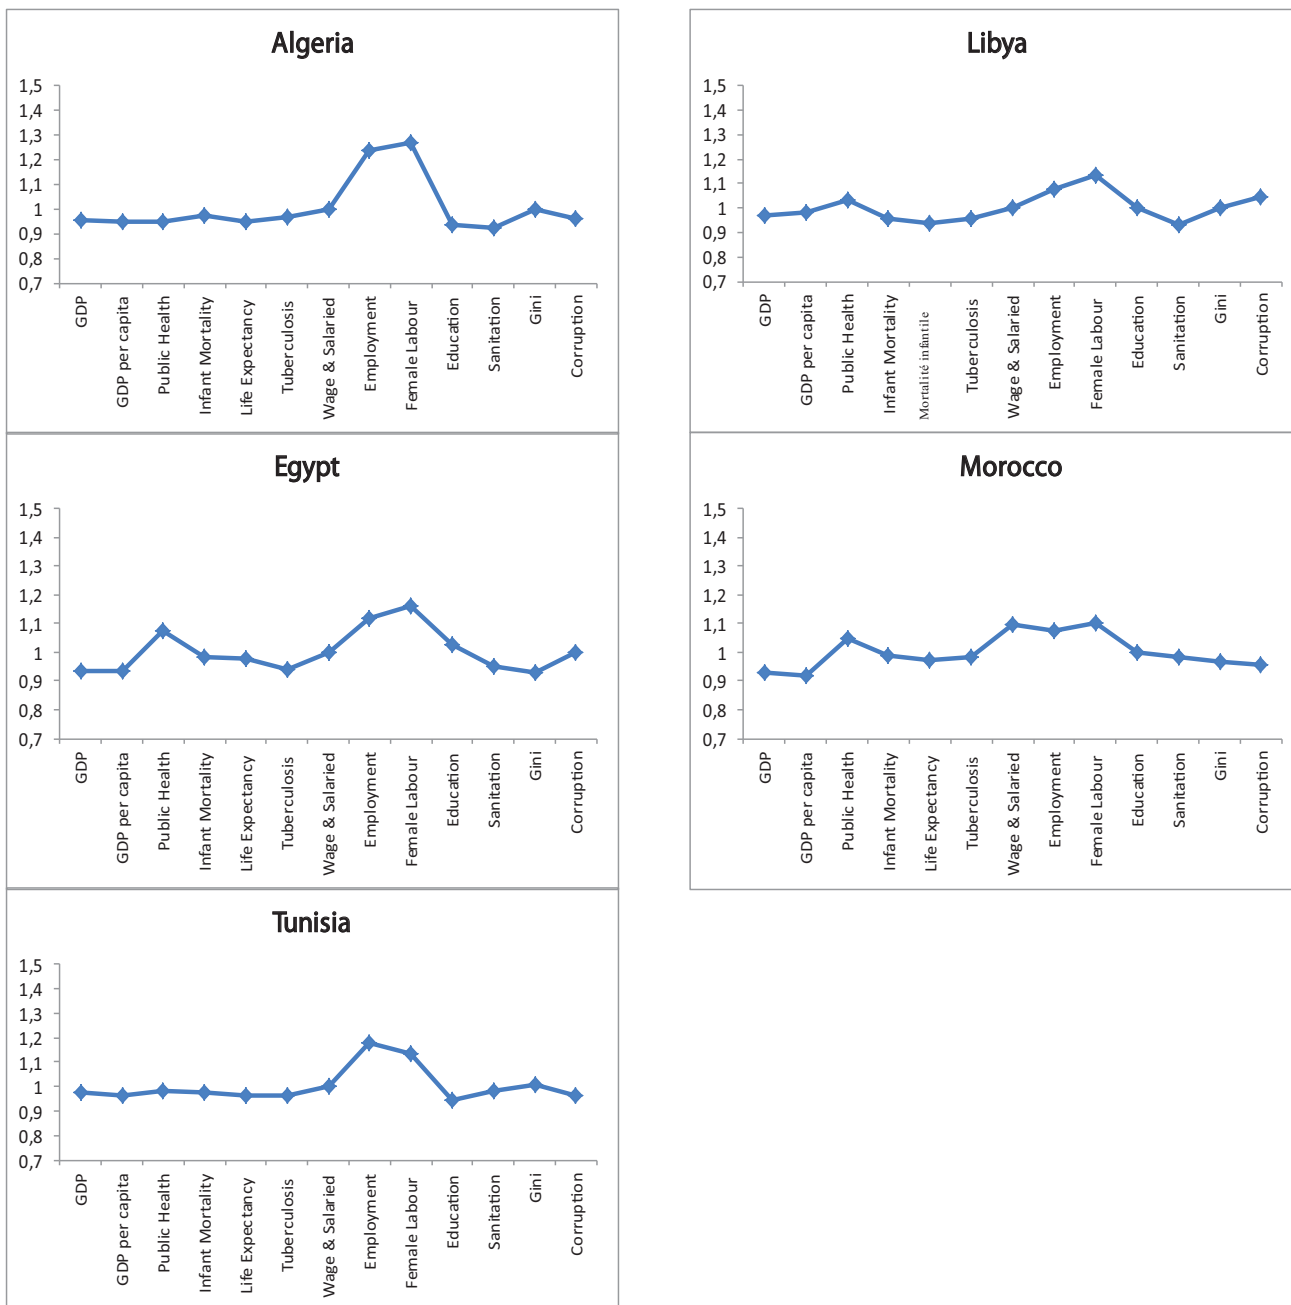 Algeria
1,5
1,4
1,3
1,2
1,1
1
0,9
0,8
0,7
GDP
GDP per capita
Public Health
Infant Mortality
Life Expectancy
Tuberculosis
Wage & Salaried
Employment
Female Labour
Education
Sanitation
Gini
Corruption
Libya
1,5
1,4
1,3
1,2
1,1
1
0,9
0,8
0,7
GDP
GDP per capita
Public Health
Infant Mortality
Mortalité infantile
Tuberculosis
Wage & Salaried
Employment
Female Labour
Education
Sanitation
Gini
Corruption
Egypt
1,5
1,4
1,3
1,2
1,1
1
0,9
0,8
0,7
GDP
GDP per capita
Public Health
Infant Mortality
Life Expectancy
Tuberculosis
Wage & Salaried
Employment
Female Labour
Education
Sanitation
Gini
Corruption
Morocco
1,5
1,4
1,3
1,2
1,1
1
0,9
0,8
0,7
GDP
GDP per capita
Public Health
Infant Mortality
Life Expectancy
Tuberculosis
Wage & Salaried
Employment
Female Labour
Education
Sanitation
Gini
Corruption
Tunisia
1,5
1,4
1,3
1,2
1,1
1
0,9
0,8
0,7
GDP
GDP per capita
Public Health
Infant Mortality
Life Expectancy
Tuberculosis
Wage & Salaried
Employment
Female Labour
Education
Sanitation
Gini
Corruption